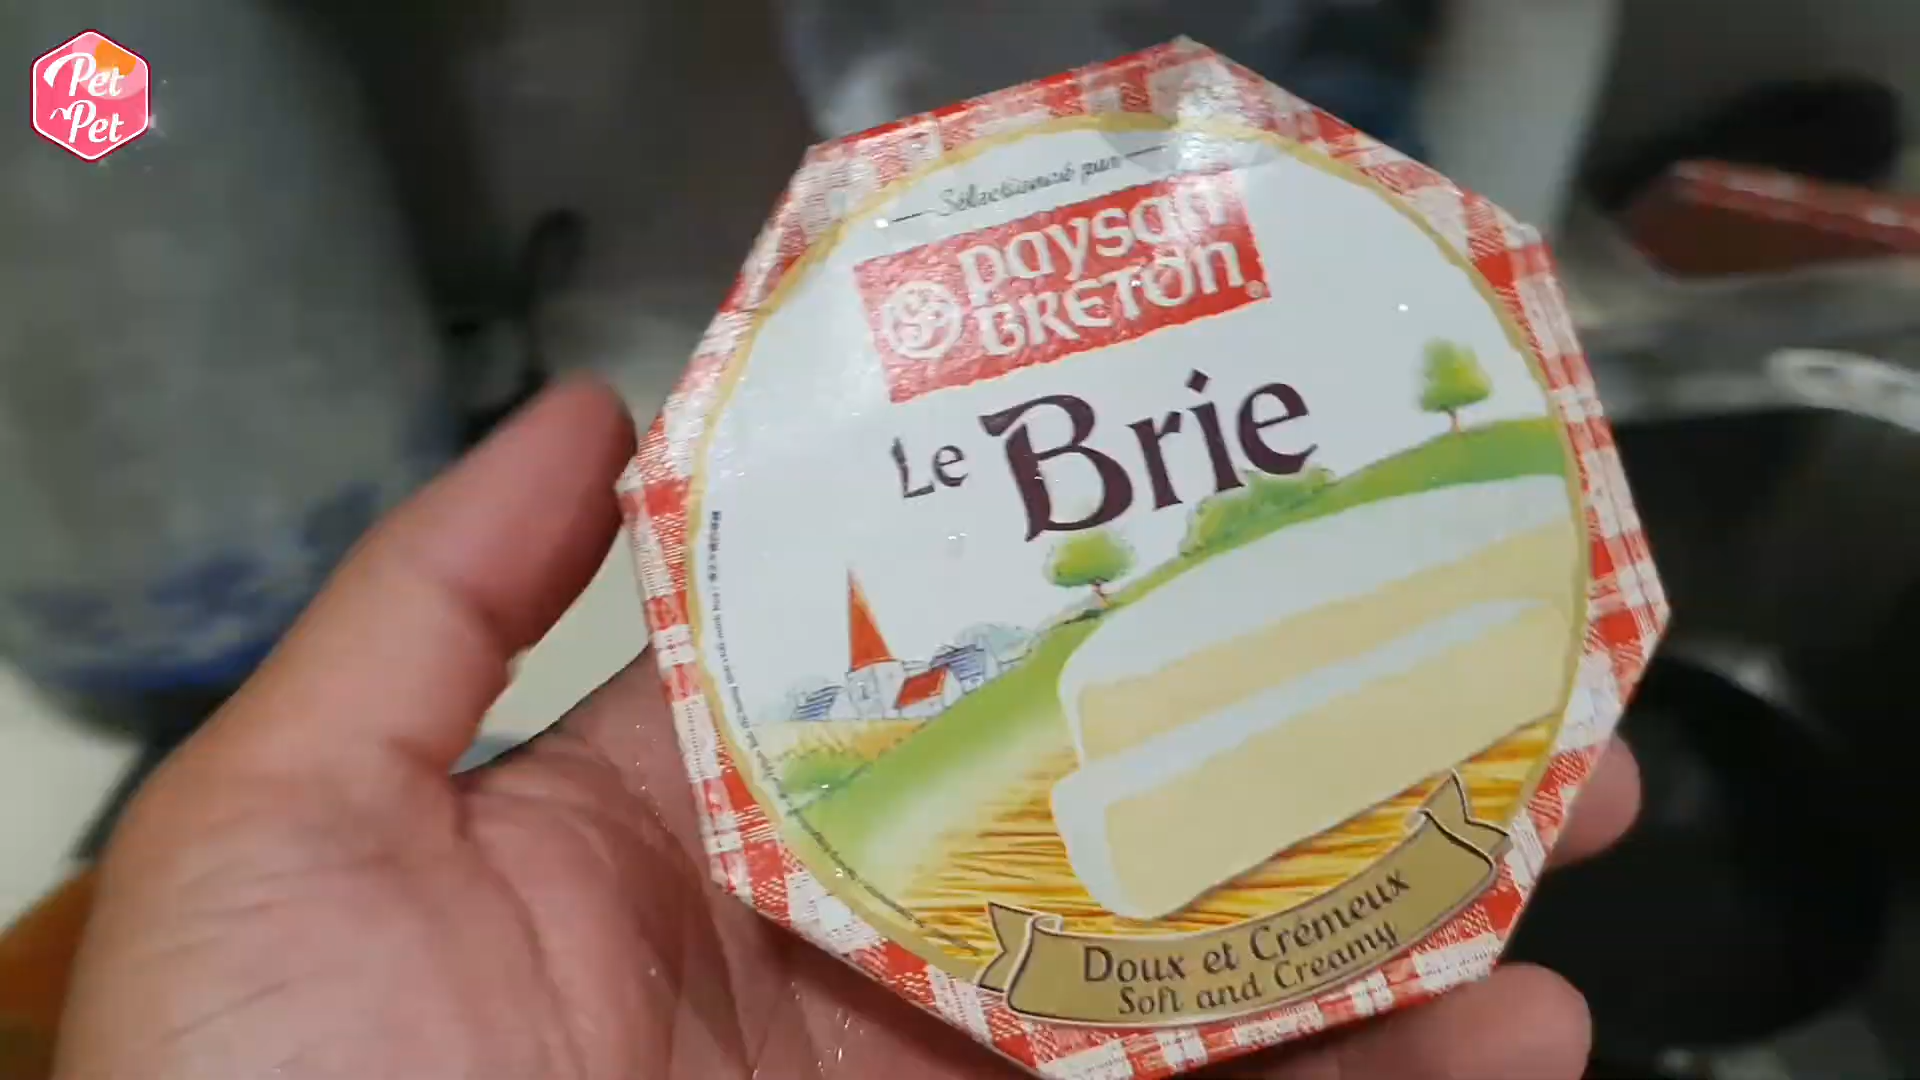 Pet
n
Pet
Sélectionné par
paysan
BRETON
Le Brie
Doux et Crémeux
Soft and Creamy